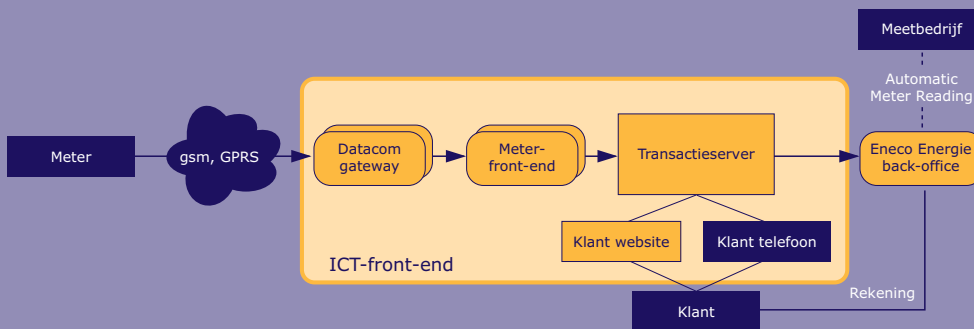 Meetbedrijf
Automatic
Meter Reading
Meter
gsm, GPRS
Datacom
gateway
Meter-
front-end
Transactieserver
Eneco Energie
back-office
Klant website
Klant telefoon
ICT-front-end
Rekening
Klant